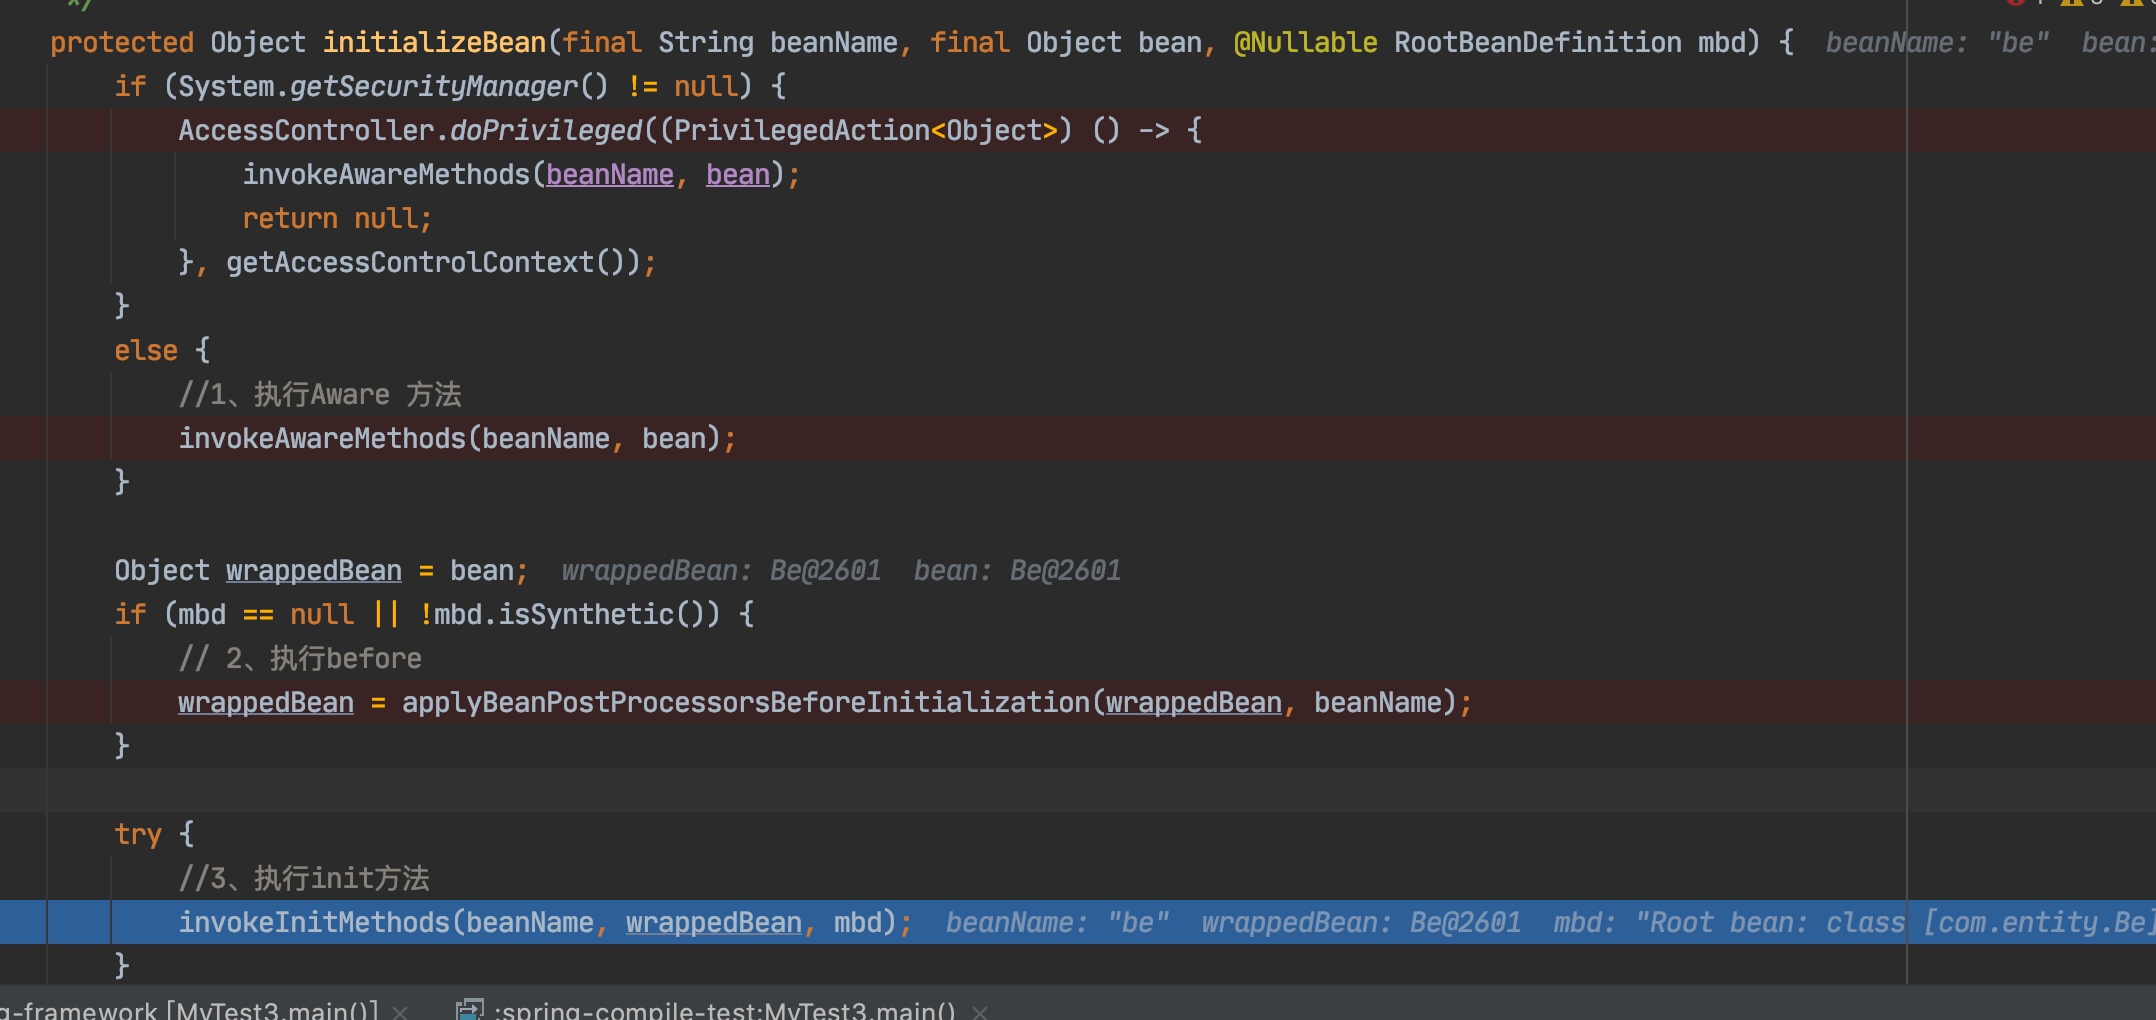 */
protected Object initializeBean(final String beanName, final Object bean, @Nullable RootBeanDefinition mbd) { beanName: "be" bean:
if (System.getSecurityManager() != null) {
AccessController.doPrivileged((PrivilegedAction<Object>) () -> {
invokeAwareMethods(beanName, bean);
return null;
}, getAccessControlContext());
}
else {
//1、执行Aware 方法
invokeAwareMethods(beanName, bean);
}
Object wrappedBean = bean; wrappedBean: Be@2601 bean: Be@2601
if (mbd == null || !mbd.isSynthetic()) {
// 2、执行before
wrappedBean = applyBeanPostProcessorsBeforeInitialization(wrappedBean, beanName);
}
try {
//3、执行init方法
invokeInitMethods(beanName, wrappedBean, mbd); beanName: "be" wrappedBean: Be@2601 mbd: "Root bean: class [com.entity.Be]
}
g-framework [MyTest3.main()] × :spring-compile-test:MyTest3.main() ×